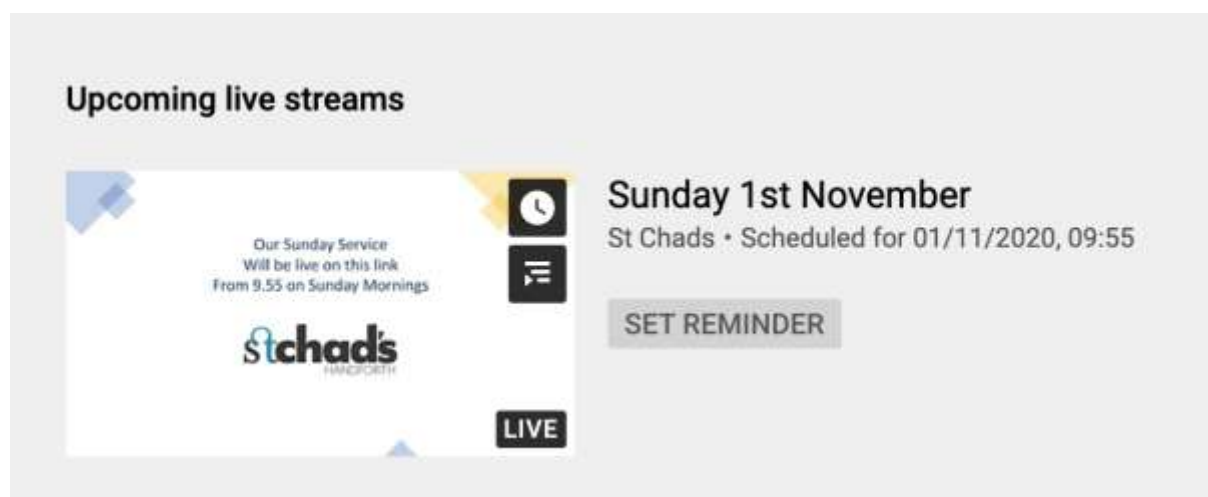 Upcoming live streams
Our Sunday Service
Will be live on this link
From 9.55 on Sunday Mornings
stchad's
HANDFORTH
LIVE
Sunday 1st November
St Chads • Scheduled for 01/11/2020, 09:55
SET REMINDER